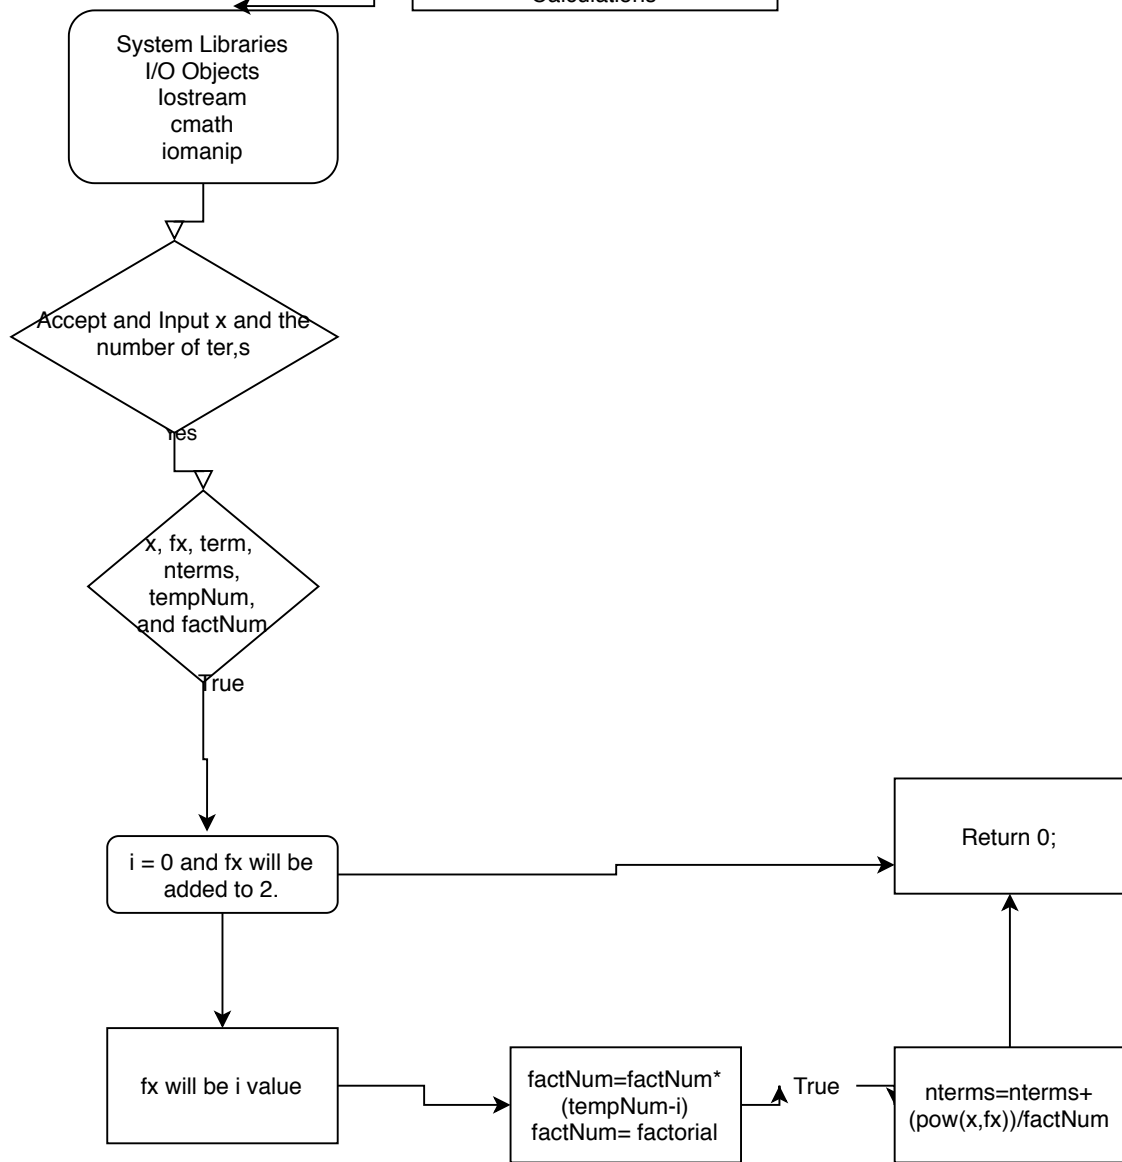 Calculations
System Libraries
I/O Objects
Iostream
cmath
iomanip
Accept and Input x and the
number of ter,s
Yes
x, fx, term,
nterms,
tempNum,
and factNum
True
i = 0 and fx will be
added to 2.
Return 0;
fx will be i value
factNum=factNum*
(tempNum-i)
factNum= factorial
True
nterms=nterms+
(pow(x,fx))/factNum